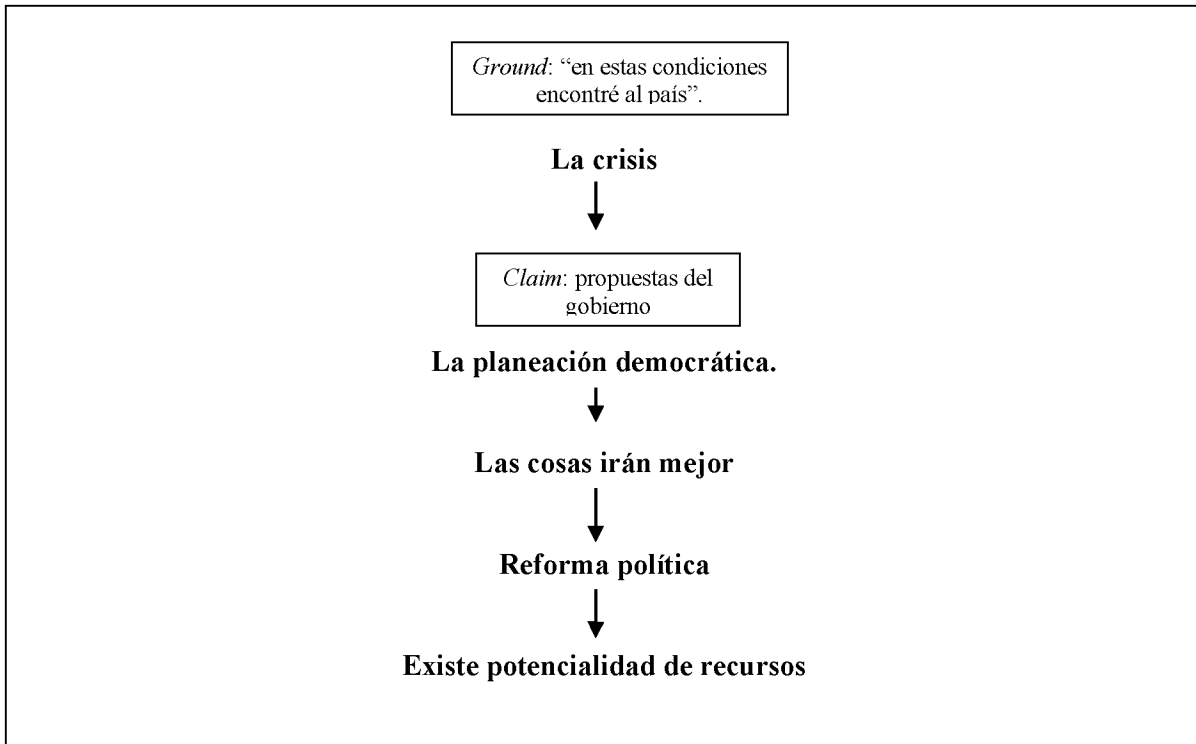 Ground: “en estas condiciones
encontré al país”.
La crisis
Claim: propuestas del
gobierno
La planeación democrática.
Las cosas irán mejor
Reforma política
Existe potencialidad de recursos